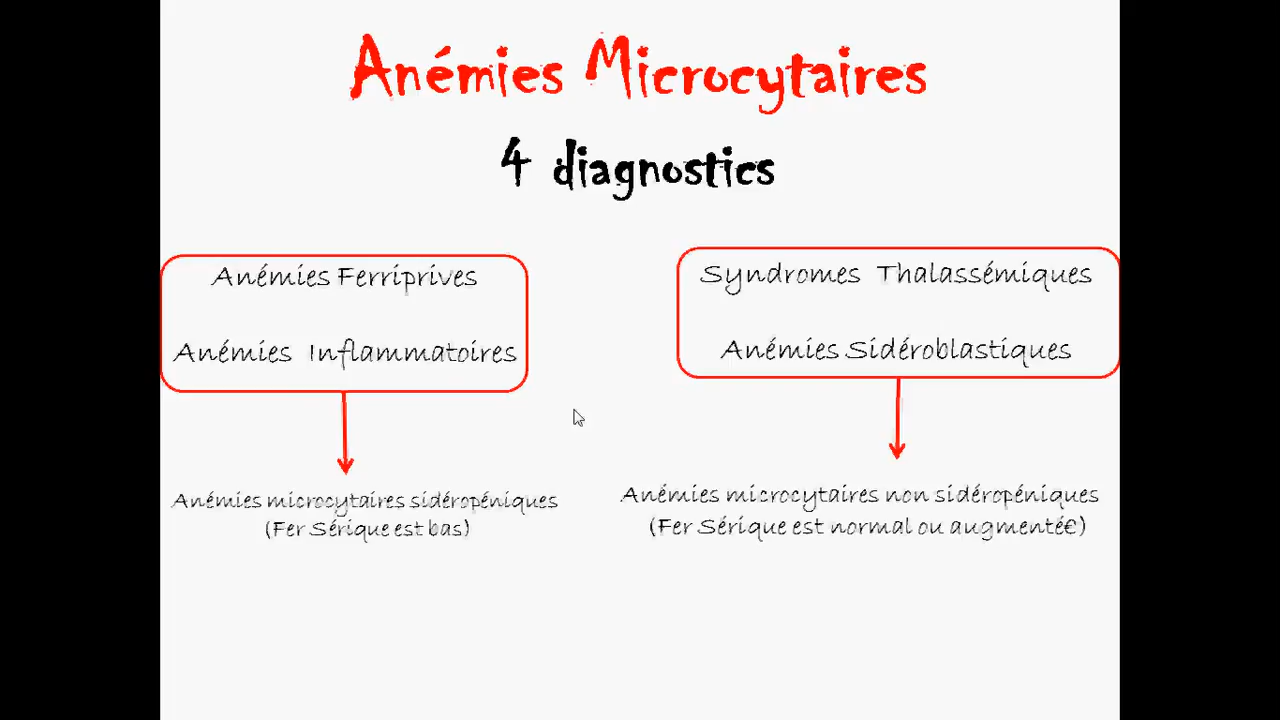 Anémies Microcytaires
4 diagnostics
Anémies Ferriprives
Anémies Inflammatoires
Syndromes Thalassémiques
Anémies Sidéroblastiques
Anémies microcytaires sidéropéniques
(Fer Sérique est bas)
Anémies microcytaires non sidéropéniques
(Fer Sérique est normal ou augmenté€)